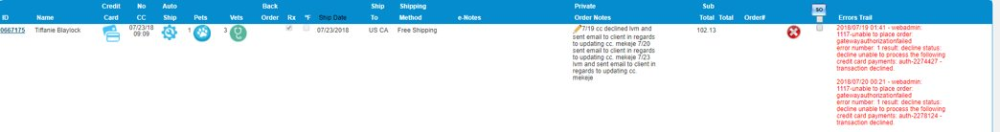 Credit No Auto Back Ship Shipping Private Sub
ID Name Card CC Ship Pets Vets Order Rx °F Ship Date To Method e-Notes Order Notes Total Total Order# SO Errors Trail
0667175 Tiffanie Blaylock 07/23/18 1 3 07/23/2018 US CA Free Shipping 7/19 cc declined lvm and 102.13
09:09
sent email to client in regards
to updating cc. mekeje 7/20
sent email to client in regards
to updating cc. mekeje 7/23
lvm and sent email to client in
regards to updating cc.
mekeje
2018/07/19 01:41 - webadmin:
1117-unable to place order:
gatewayauthorizationfailed
error number: 1 result: decline status:
decline unable to process the following
credit card payments: auth-2274427 -
transaction declined.
2018/07/20 00:21 - webadmin:
1117-unable to place order:
gatewayauthorizationfailed
error number: 1 result: decline status:
decline unable to process the following
credit card payments: auth-2278124 -
transaction declined.